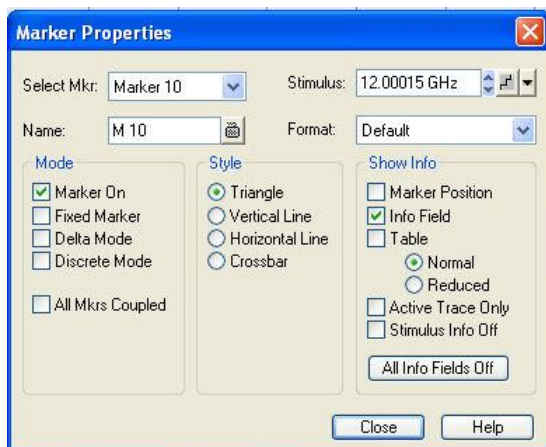 Marker Properties
Select Mkr: Marker 10 Stimulus: 12.00015 GHz
Name: M 10 Format: Default
Mode
Marker On
Fixed Marker
Delta Mode
Discrete Mode
All Mkrs Coupled
Style
Triangle
Vertical Line
Horizontal Line
Crossbar
Show Info
Marker Position
Info Field
Table
Normal
Reduced
Active Trace Only
Stimulus Info Off
All Info Fields Off
Close Help